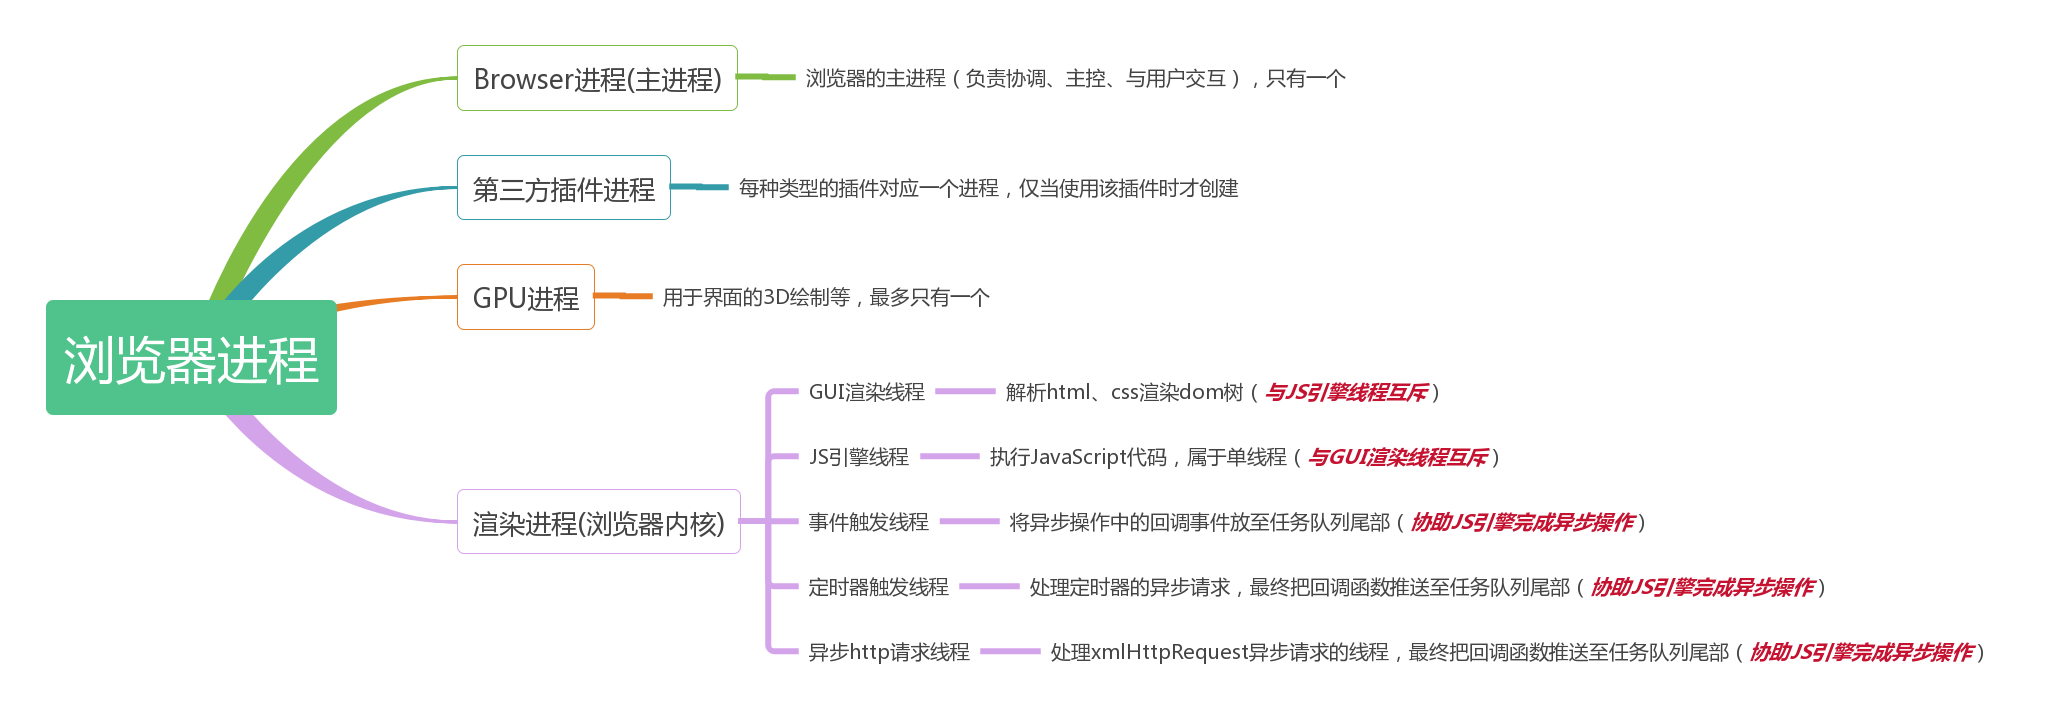 浏览器进程
Browser进程(主进程)
浏览器的主进程（负责协调、主控、与用户交互），只有一个
第三方插件进程
每种类型的插件对应一个进程，仅当使用该插件时才创建
GPU进程
用于界面的3D绘制等，最多只有一个
渲染进程(浏览器内核)
GUI渲染线程
解析html、css渲染dom树（与JS引擎线程互斥）
JS引擎线程
执行JavaScript代码，属于单线程（与GUI渲染线程互斥）
事件触发线程
将异步操作中的回调事件放至任务队列尾部（协助JS引擎完成异步操作）
定时器触发线程
处理定时器的异步请求，最终把回调函数推送至任务队列尾部（协助JS引擎完成异步操作）
异步http请求线程
处理xmlHttpRequest异步请求的线程，最终把回调函数推送至任务队列尾部（协助JS引擎完成异步操作）